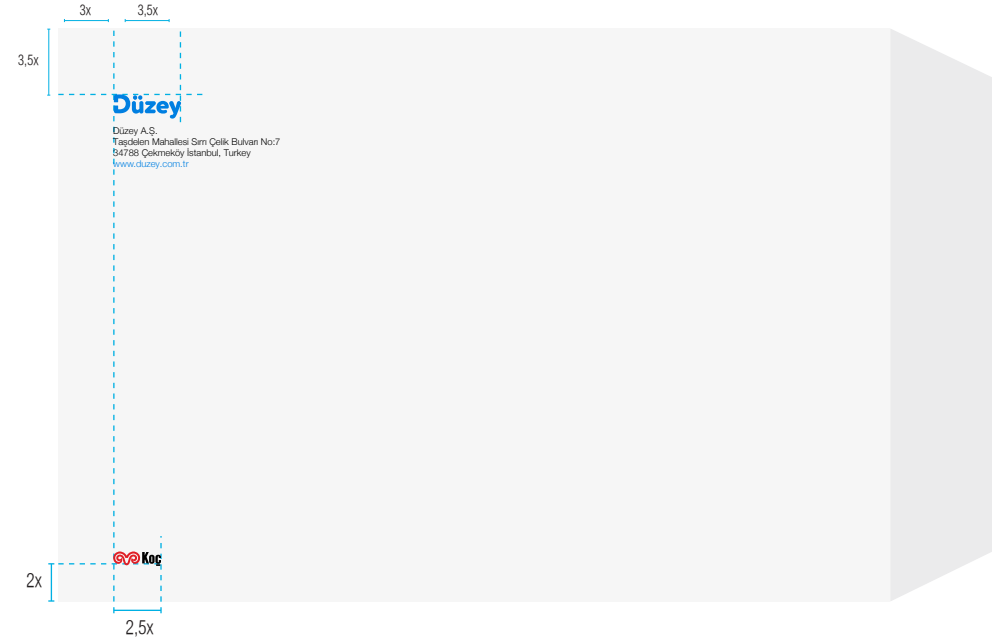 3x 3,5x
3,5x
Düzey
Düzey A.Ş.
Taşdelen Mahallesi Sırrı Çelik Bulvarı No:7
34788 Çekmeköy İstanbul, Turkey
www.duzey.com.tr
Koç
2x
2,5x